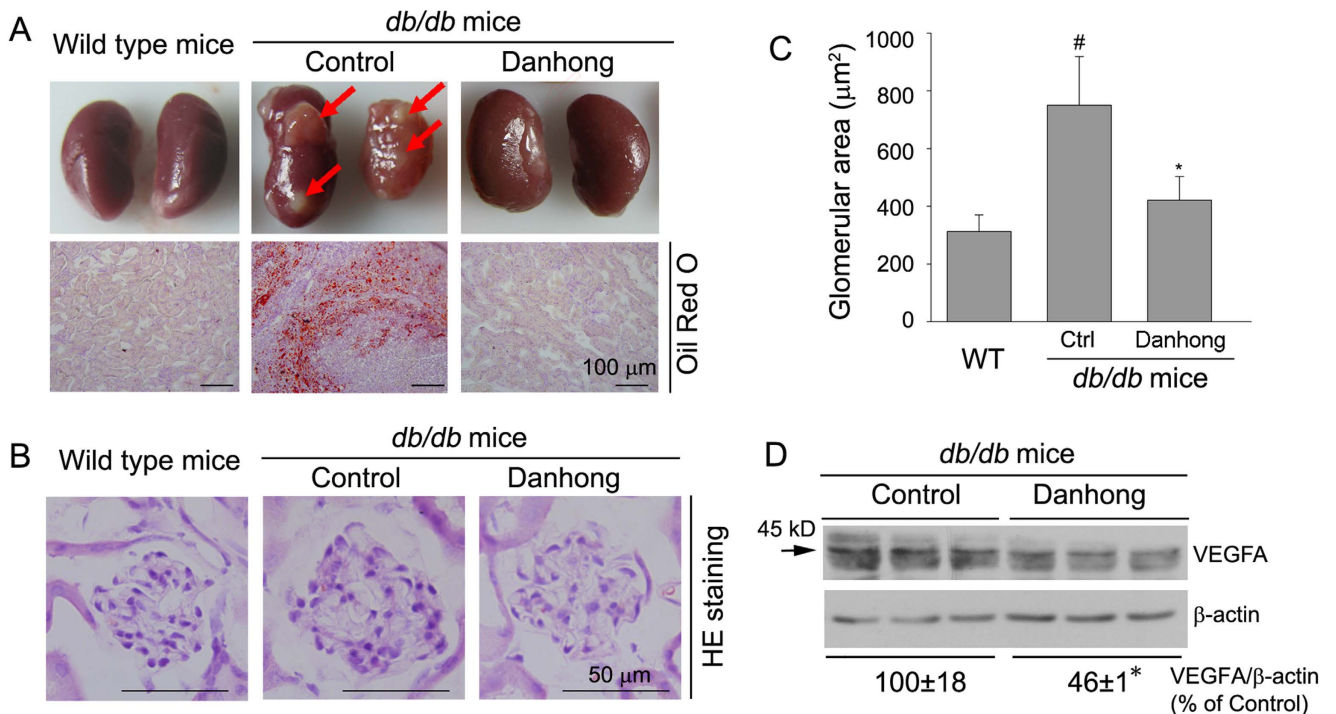 A
db/db mice
Wild type mice
Control
Danhong
Oil Red O
100 μm
B
db/db mice
Wild type mice
Control
Danhong
HE staining
50 μm
C
Glomerular area (μm²)
1000
800
600
400
200
0
#
*
WT
Ctrl
Danhong
db/db mice
D
db/db mice
Control
Danhong
45 kD
VEGFA
β-actin
100±18
46±1*
VEGFA/β-actin
(% of Control)